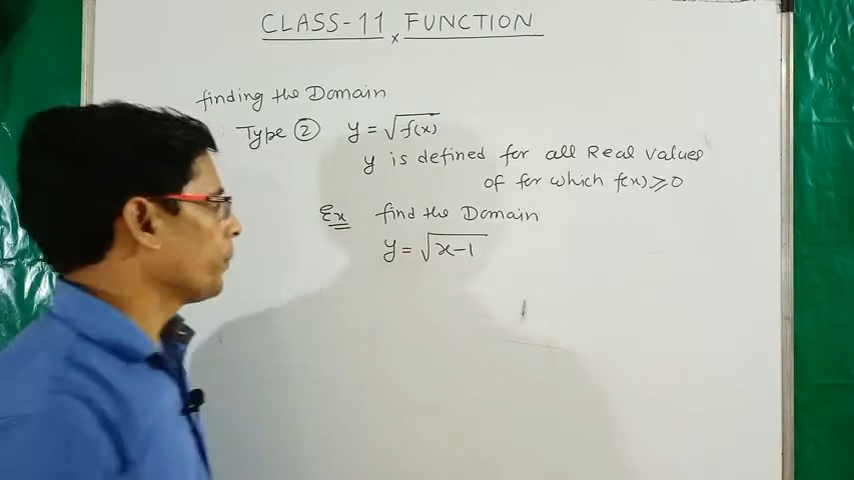 CLASS-11 x FUNCTION
finding the Domain
Type ② y = √f(x)
y is defined for all Real values
of for which f(x) ⩾ 0
Ex find the Domain
y = √x-1